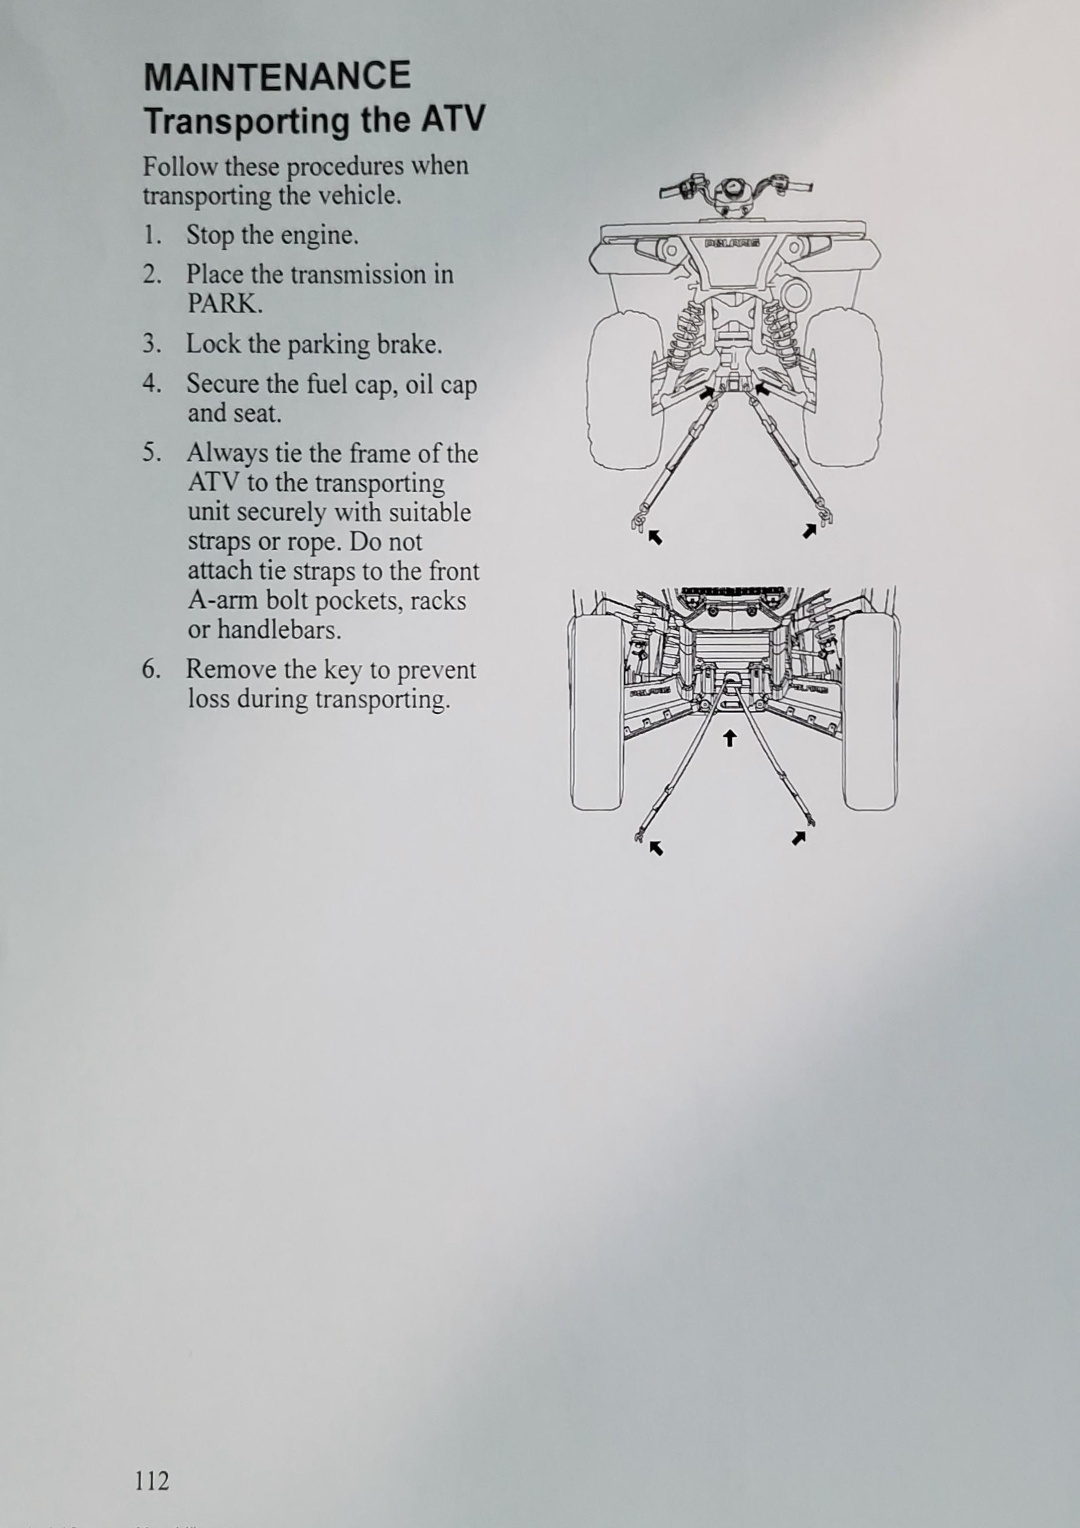 MAINTENANCE
Transporting the ATV
Follow these procedures when
transporting the vehicle.
1. Stop the engine.
2. Place the transmission in
PARK.
3. Lock the parking brake.
4. Secure the fuel cap, oil cap
and seat.
5. Always tie the frame of the
ATV to the transporting
unit securely with suitable
straps or rope. Do not
attach tie straps to the front
A-arm bolt pockets, racks
or handlebars.
6. Remove the key to prevent
loss during transporting.
POLARIS
POLARIS
POLARIS
112